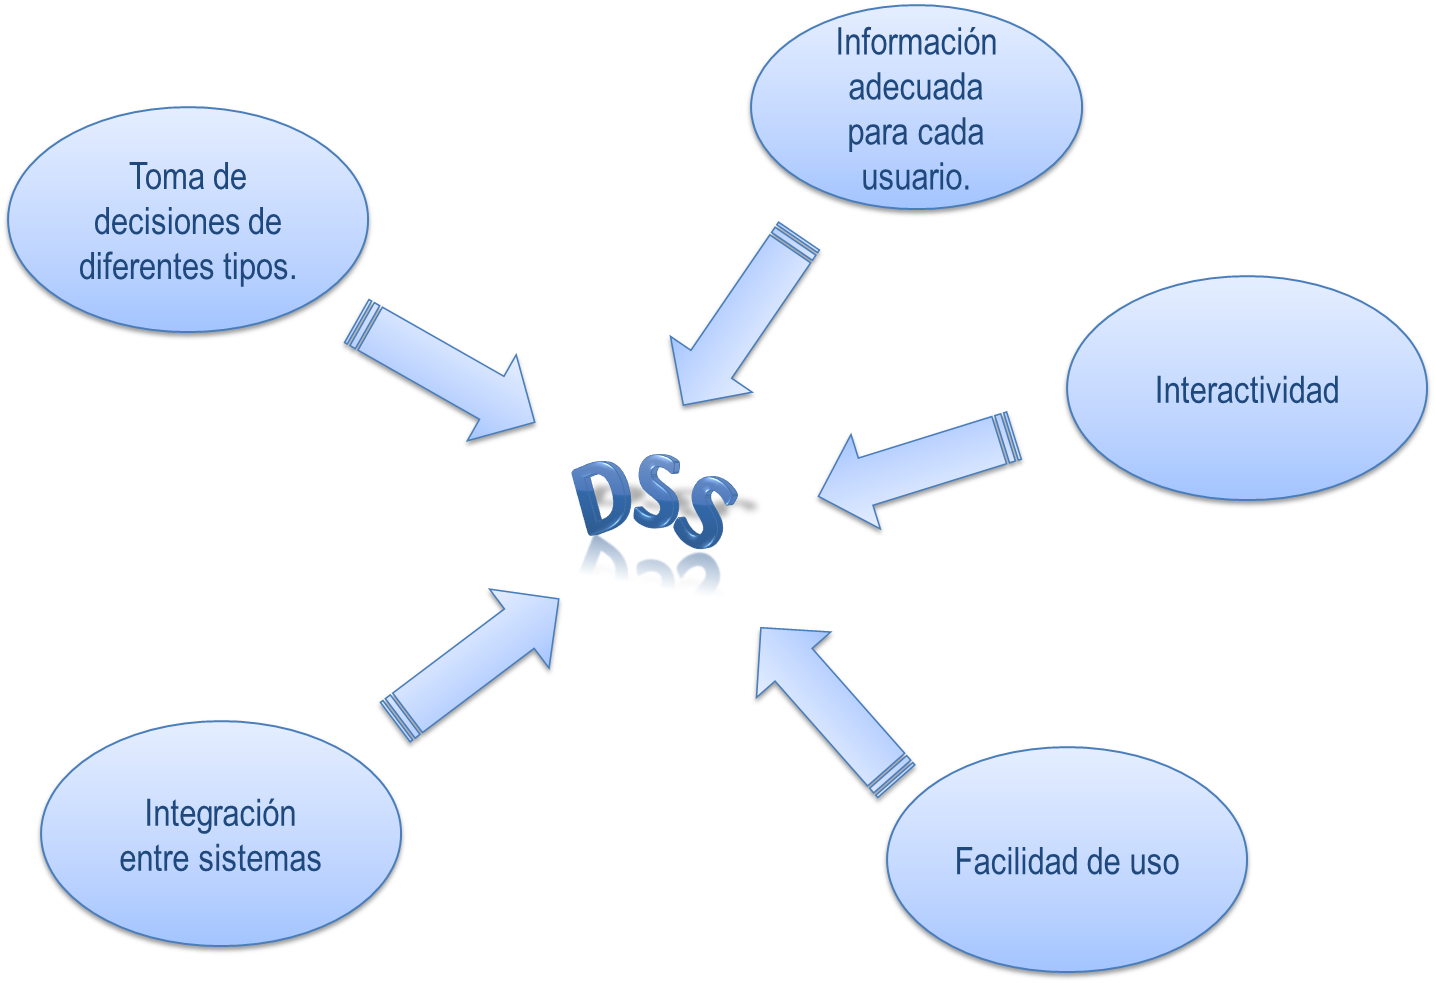 Información
adecuada
para cada
usuario.
Toma de
decisiones de
diferentes tipos.
Interactividad
DSS
Integración
entre sistemas
Facilidad de uso